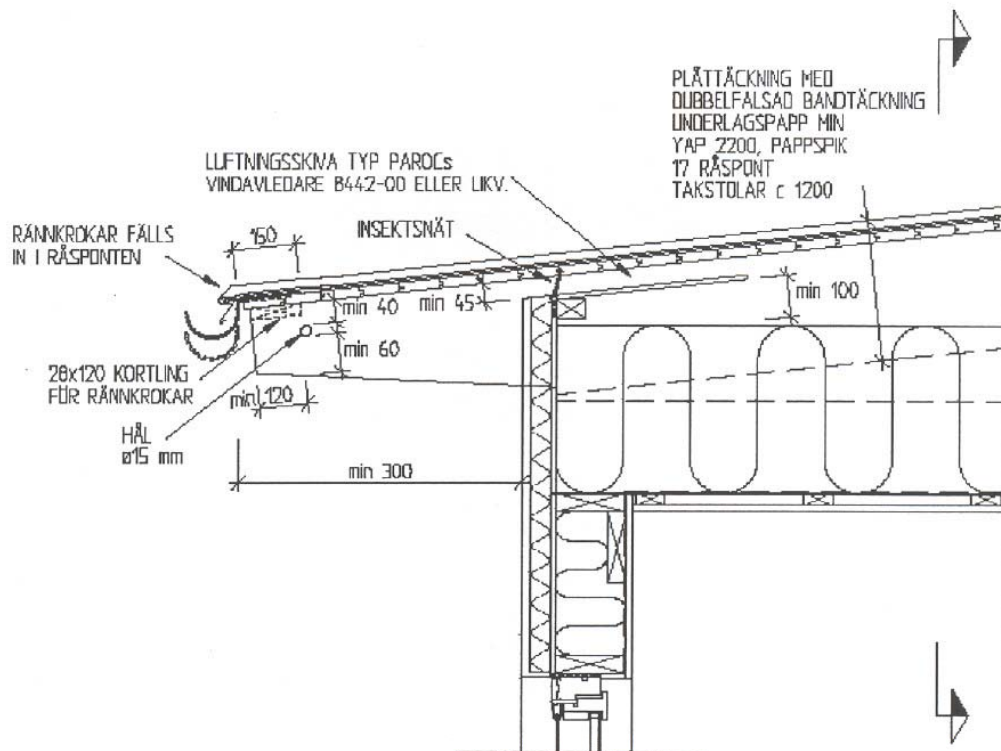 PLÅTTÄCKNING MED
DUBBELFALSAD BANDTÄCKNING
UNDERLAGSPAPP MIN
YAP 2200, PAPPSPIK
17 RÅSPONT
TAKSTOLAR c 1200
LUFTNINGSSKIVA TYP PAROCs
VINDAVLEDARE 8442-00 ELLER LIKV.
INSEKTSNÄT
RÄNNKROKAR FÄLLS
IN I RÅSPONTEN
160
min 40
min 45
min 100
min 60
28x120 KORTLING
FÖR RÄNNKROKAR
min 120
HÅL
ø15 mm
min 300